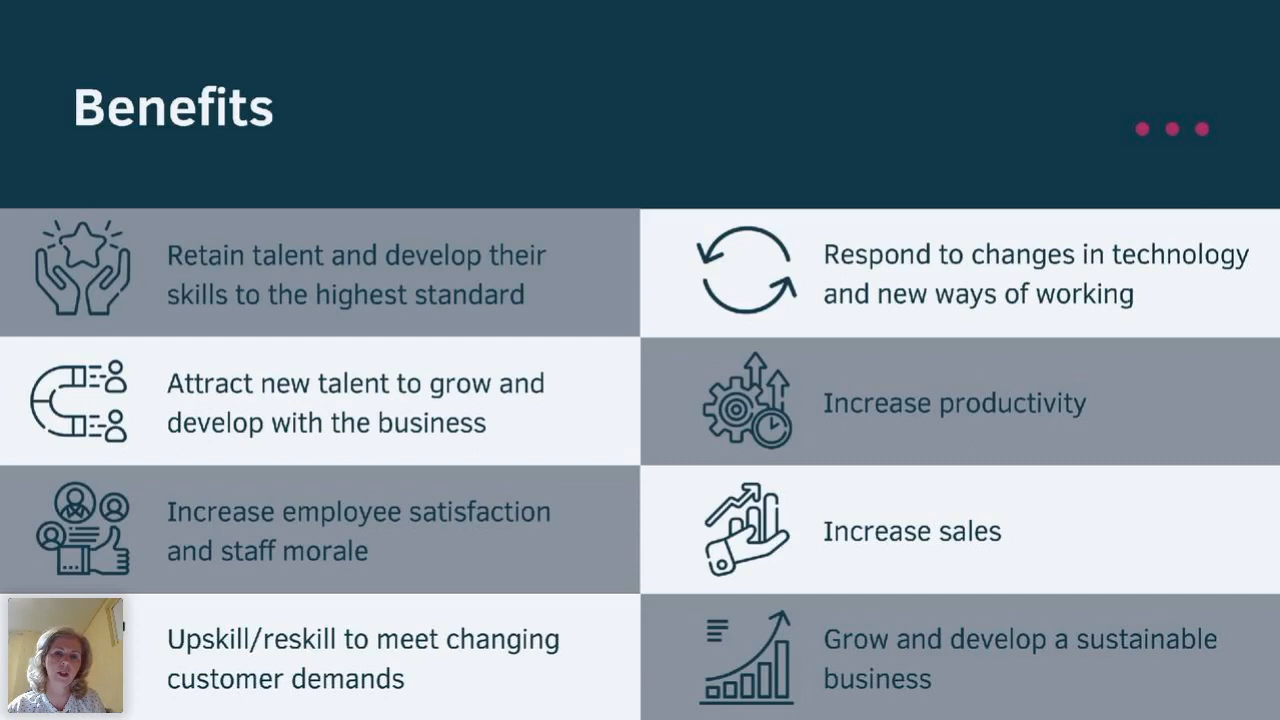 Benefits
Retain talent and develop their
skills to the highest standard
Attract new talent to grow and
develop with the business
Increase employee satisfaction
and staff morale
Upskill/reskill to meet changing
customer demands
Respond to changes in technology
and new ways of working
Increase productivity
Increase sales
Grow and develop a sustainable
business